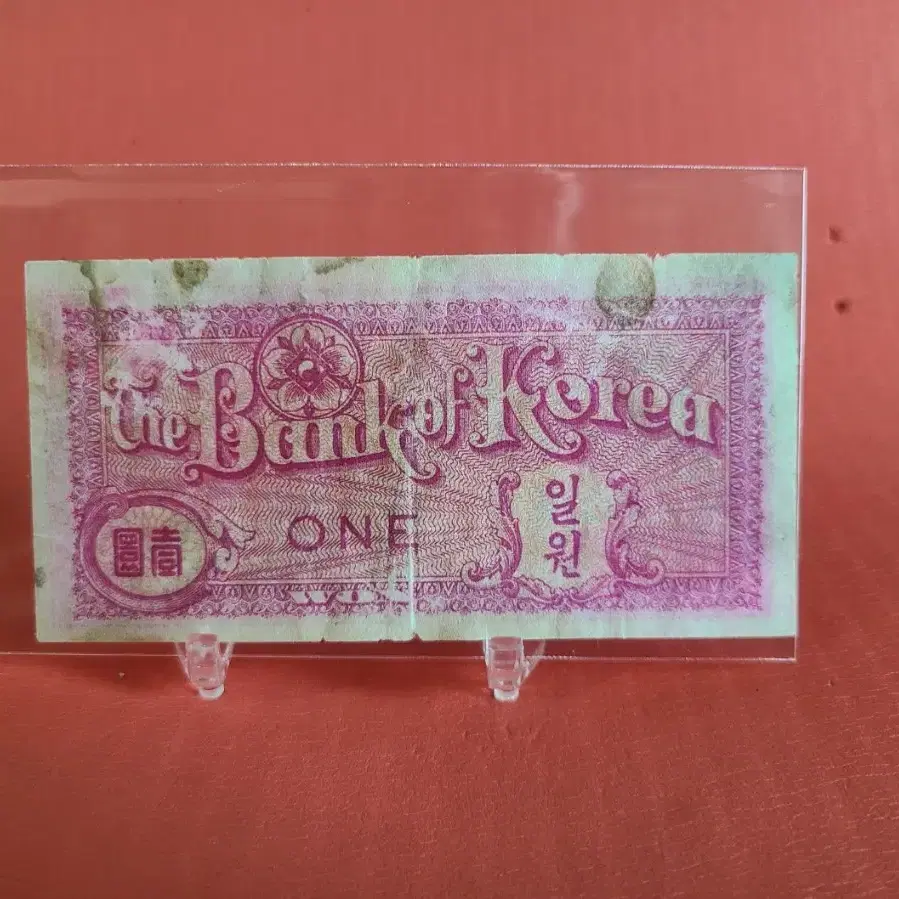 The Bank of Korea
圓壹
ONE
일
원